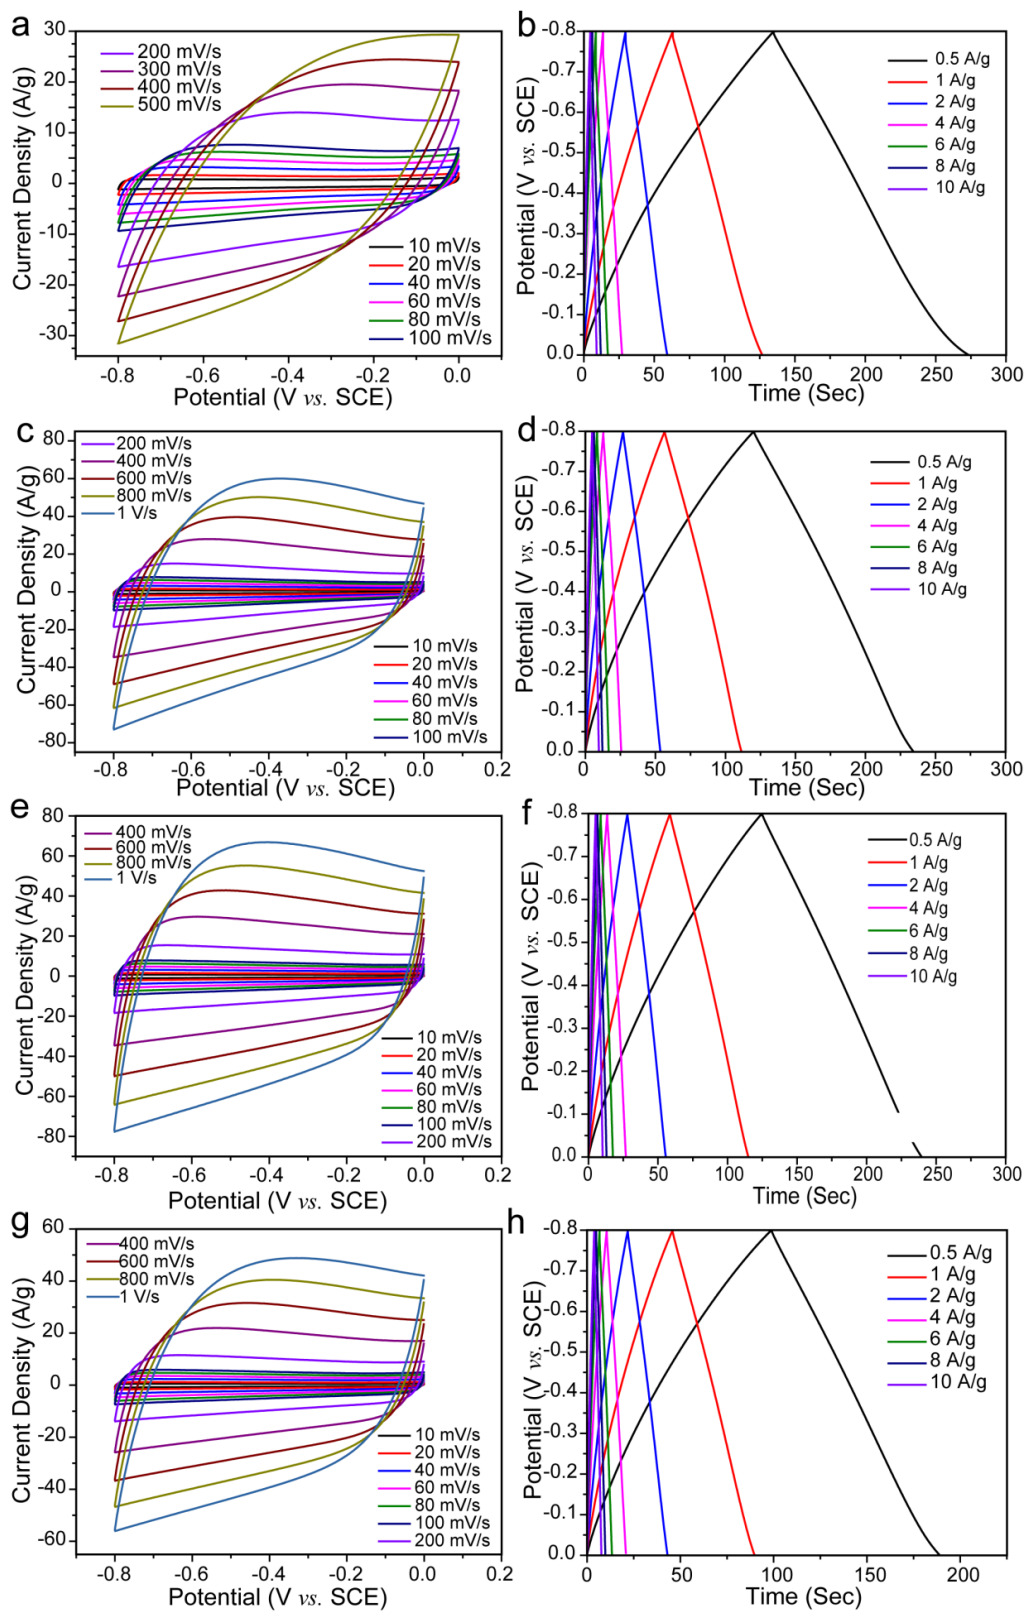 a
30
20
10
0
-10
-20
-30
Current Density (A/g)
200 mV/s
300 mV/s
400 mV/s
500 mV/s
10 mV/s
20 mV/s
40 mV/s
60 mV/s
80 mV/s
100 mV/s
-0.8
-0.6
-0.4
-0.2
0.0
Potential (V vs. SCE)
b
-0.8
-0.7
-0.6
-0.5
-0.4
-0.3
-0.2
-0.1
0.0
Potential (V vs. SCE)
0.5 A/g
1 A/g
2 A/g
4 A/g
6 A/g
8 A/g
10 A/g
0
50
100
150
200
250
300
Time (Sec)
c
80
60
40
20
0
-20
-40
-60
-80
Current Density (A/g)
200 mV/s
400 mV/s
600 mV/s
800 mV/s
1 V/s
10 mV/s
20 mV/s
40 mV/s
60 mV/s
80 mV/s
100 mV/s
-0.8
-0.6
-0.4
-0.2
0.0
0.2
Potential (V vs. SCE)
d
-0.8
-0.7
-0.6
-0.5
-0.4
-0.3
-0.2
-0.1
0.0
Potential (V vs. SCE)
0.5 A/g
1 A/g
2 A/g
4 A/g
6 A/g
8 A/g
10 A/g
0
50
100
150
200
250
300
Time (Sec)
e
80
60
40
20
0
-20
-40
-60
-80
Current Density (A/g)
400 mV/s
600 mV/s
800 mV/s
1 V/s
10 mV/s
20 mV/s
40 mV/s
60 mV/s
80 mV/s
100 mV/s
200 mV/s
-0.8
-0.6
-0.4
-0.2
0.0
0.2
Potential (V vs. SCE)
f
-0.8
-0.7
-0.6
-0.5
-0.4
-0.3
-0.2
-0.1
0.0
Potential (V vs. SCE)
0.5 A/g
1 A/g
2 A/g
4 A/g
6 A/g
8 A/g
10 A/g
0
50
100
150
200
250
300
Time (Sec)
g
60
40
20
0
-20
-40
-60
Current Density (A/g)
400 mV/s
600 mV/s
800 mV/s
1 V/s
10 mV/s
20 mV/s
40 mV/s
60 mV/s
80 mV/s
100 mV/s
200 mV/s
-0.8
-0.6
-0.4
-0.2
0.0
0.2
Potential (V vs. SCE)
h
-0.8
-0.7
-0.6
-0.5
-0.4
-0.3
-0.2
-0.1
0.0
Potential (V vs. SCE)
0.5 A/g
1 A/g
2 A/g
4 A/g
6 A/g
8 A/g
10 A/g
0
50
100
150
200
Time (Sec)